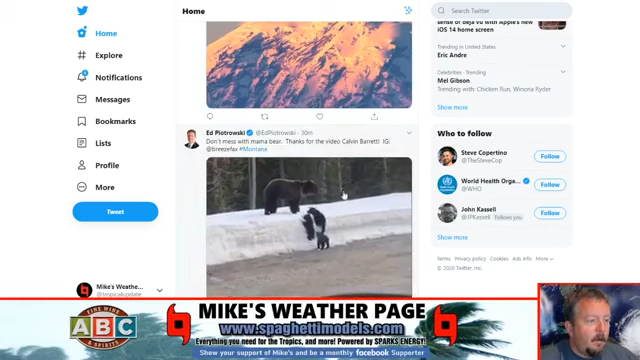 Home
Explore
Notifications
Messages
Bookmarks
Lists
Profile
More
Tweet
Mike's Weathe...
@tropicalupdate
Home
Ed Piotrowski @EdPiotrowski · 30m
Don't mess with mama bear. Thanks for the video Calvin Barrett! IG:
@breezefax #Montana
Search Twitter
sense of deja vu with Apple's new
iOS 14 home screen
Trending in United States
Eric Andre
Celebrities · Trending
Mel Gibson
Trending with: Chicken Run, Winona Ryder
Show more
Who to follow
Steve Copertino
@TheSteveCop
Follow
World Health Orga...
@WHO
Follow
John Kassell
@JPKassell Follows you
Follow
Show more
Terms Privacy policy Cookies Ads info More
© 2020 Twitter, Inc.
FINE WINE
ABC
& SPIRITS
MIKE'S WEATHER PAGE
www.spaghettimodels.com
Everything you need for the Tropics, and more! Powered by SPARKS ENERGY!
Show your support of Mike's and be a monthly facebook Supporter